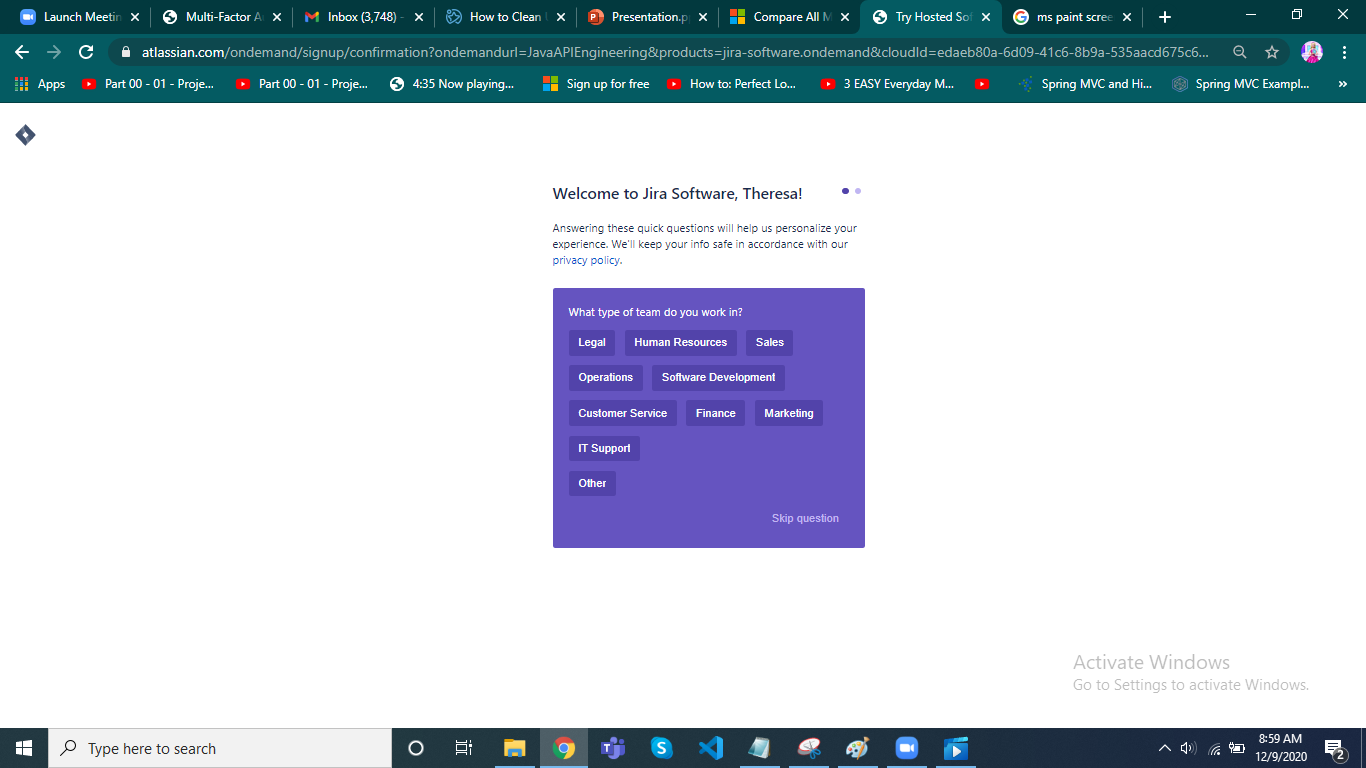 Launch Meetin
Multi-Factor A
Inbox (3,748) -
How to Clean
Presentation.p
Compare All M
Try Hosted Sof
ms paint scree
atlassian.com/ondemand/signup/confirmation?ondemandurl=JavaAPIEngineering&products=jira-software.ondemand&cloudId=edaeb80a-6d09-41c6-8b9a-535aacd675c6...
Apps
Part 00 - 01 - Proje...
Part 00 - 01 - Proje...
4:35 Now playing...
Sign up for free
How to: Perfect Lo...
3 EASY Everyday M...
Spring MVC and Hi...
Spring MVC Exampl...
Welcome to Jira Software, Theresa!
Answering these quick questions will help us personalize your
experience. We'll keep your info safe in accordance with our
privacy policy.
What type of team do you work in?
Legal Human Resources Sales
Operations Software Development
Customer Service Finance Marketing
IT Support
Other
Skip question
Activate Windows
Go to Settings to activate Windows.
Type here to search
8:59 AM
12/9/2020
2